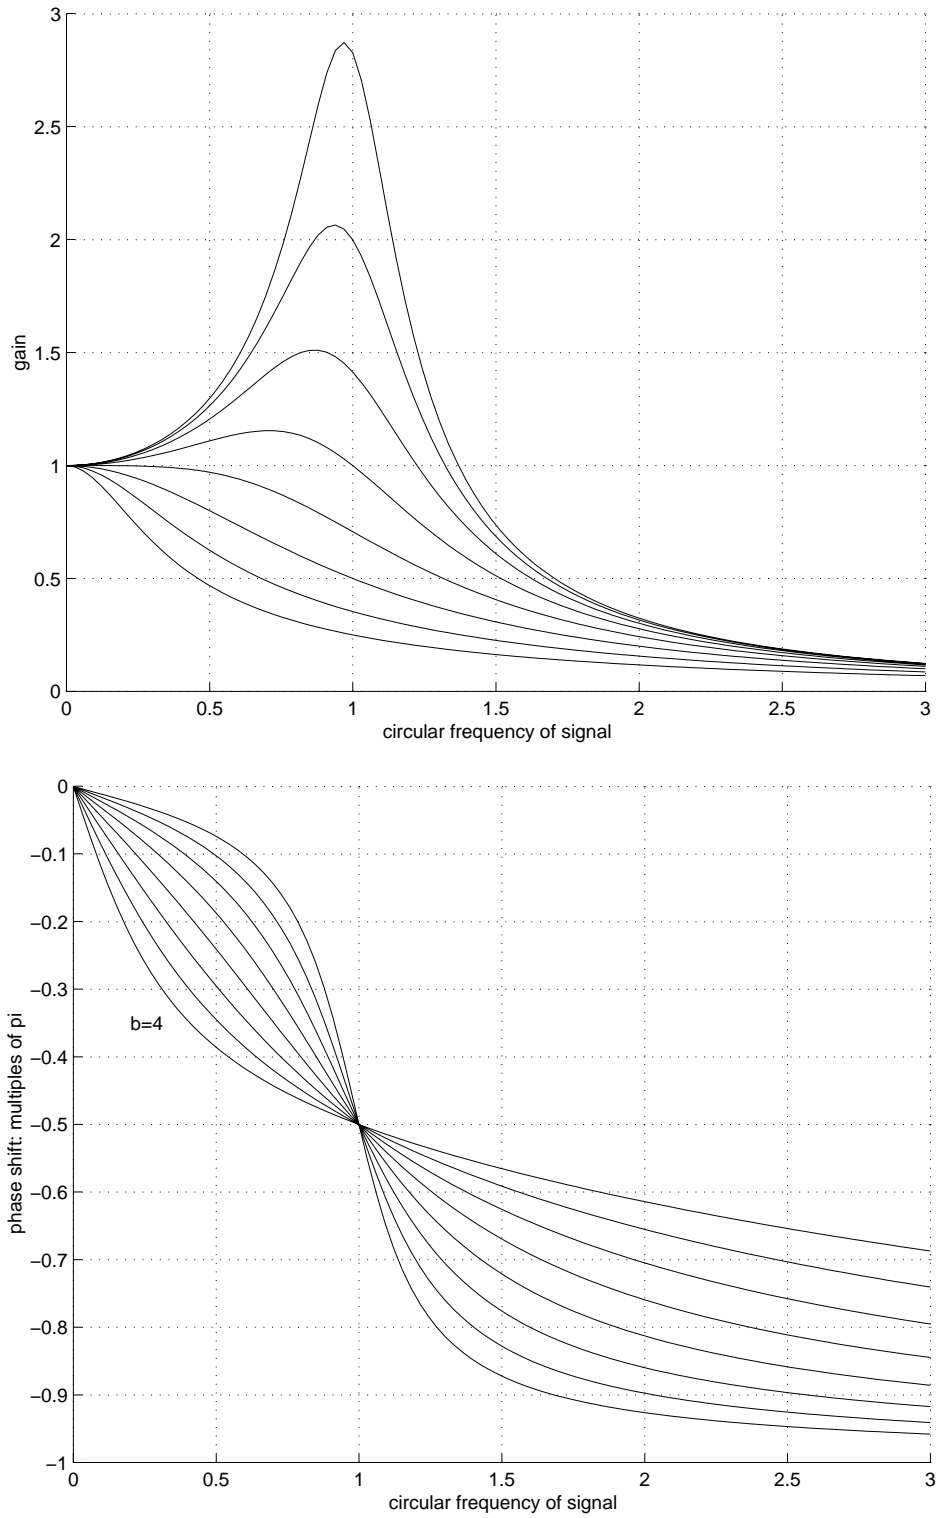 3
2.5
2
1.5
gain
1
0.5
0
0 0.5 1 1.5 2 2.5 3
circular frequency of signal
0
−0.1
−0.2
−0.3
b=4
−0.4
phase shift: multiples of pi
−0.5
−0.6
−0.7
−0.8
−0.9
−1
0 0.5 1 1.5 2 2.5 3
circular frequency of signal